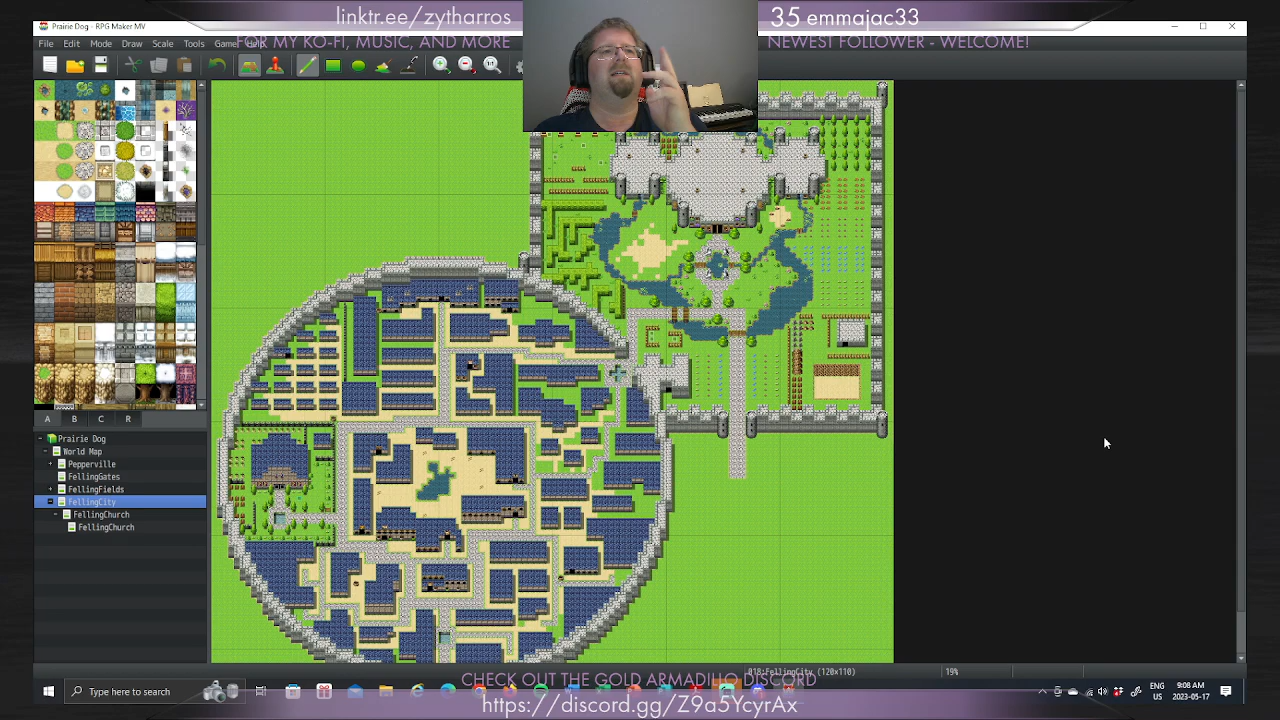 linktr.ee/zytharros
35 emmajac33
Prairie Dog - RPG Maker MV
FOR MY KO-FI, MUSIC, AND MORE
NEWEST FOLLOWER - WELCOME!
File Edit Mode Draw Scale Tools Game Help
A B C R
Prairie Dog
World Map
Pepperville
FellingGates
FellingFields
FellingCity
FellingChurch
FellingChurch
018:FellingCity (120x110)
19%
CHECK OUT THE GOLD ARMADILLO DISCORD
Type here to search
ENG
US
9:08 AM
2023-05-17
https://discord.gg/Z9a5YcyrAx